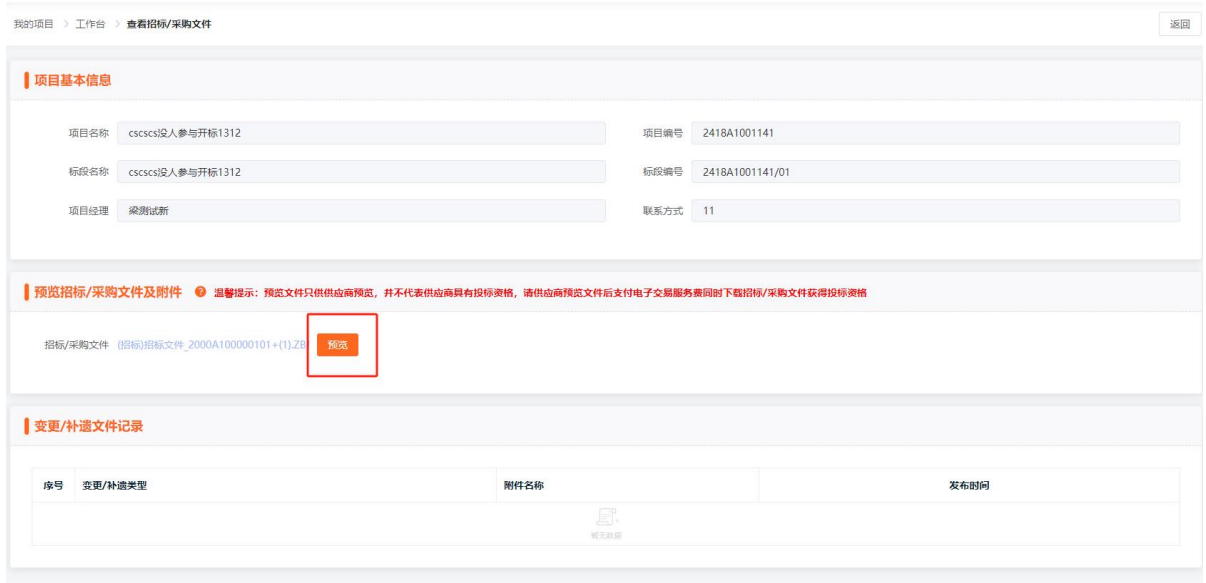 我的项目 > 工作台 > 查看招标/采购文件 返回
项目基本信息
项目名称 cscscs没人参与开标1312 项目编号 2418A1001141
标段名称 cscscs没人参与开标1312 标段编号 2418A1001141/01
项目经理 梁测试新 联系方式 11
预览招标/采购文件及附件 ? 温馨提示：预览文件只供供应商预览，并不代表供应商具有投标资格，请供应商预览文件后支付电子交易服务费同时下载招标/采购文件获得投标资格
招标/采购文件 (招标)招标文件_2000A100000101+(1).ZB 预览
变更/补遗文件记录
序号 变更/补遗类型 附件名称 发布时间
暂无数据